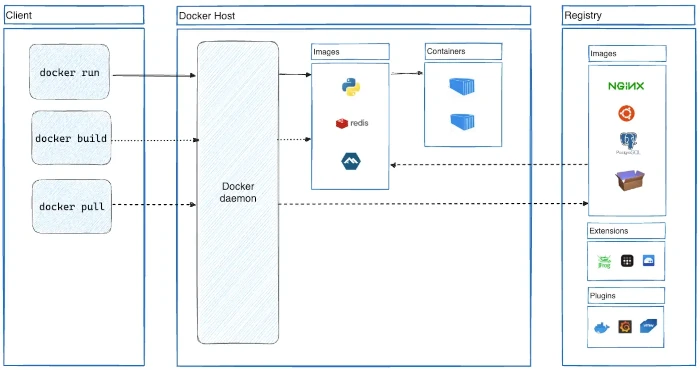 Client
docker run
docker build
docker pull
Docker Host
Docker
daemon
Images
redis
Containers
Registry
Images
NGINX
PostgreSQL
Extensions
Plugins